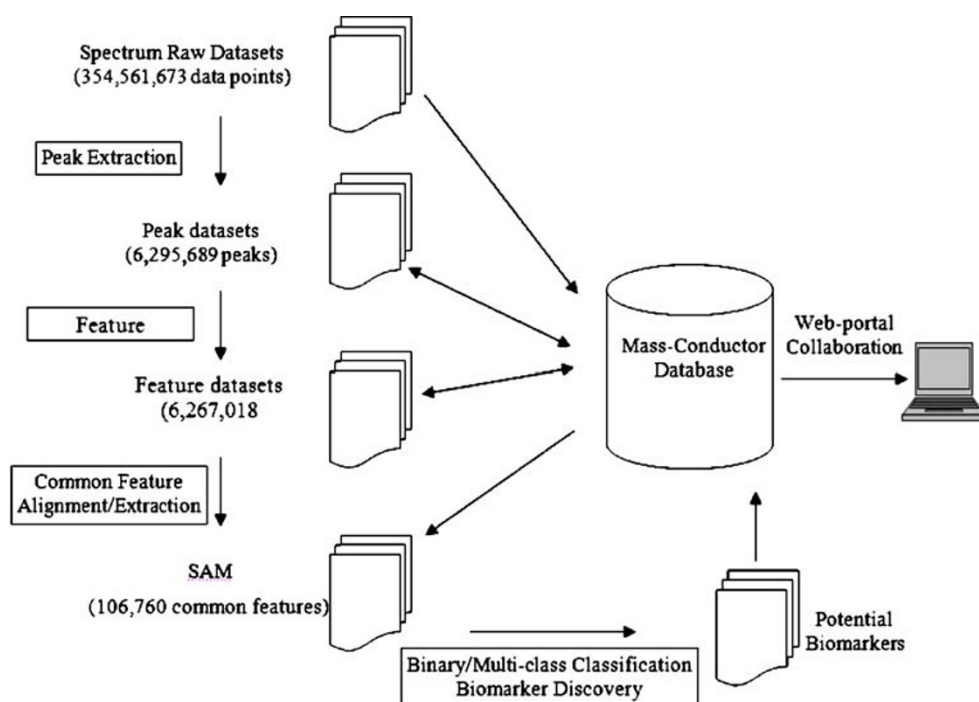 Spectrum Raw Datasets
(354,561,673 data points)
Peak Extraction
Peak datasets
(6,295,689 peaks)
Feature
Feature datasets
(6,267,018
Common Feature
Alignment/Extraction
SAM
(106,760 common features)
Mass-Conductor
Database
Web-portal
Collaboration
Binary/Multi-class Classification
Biomarker Discovery
Potential
Biomarkers